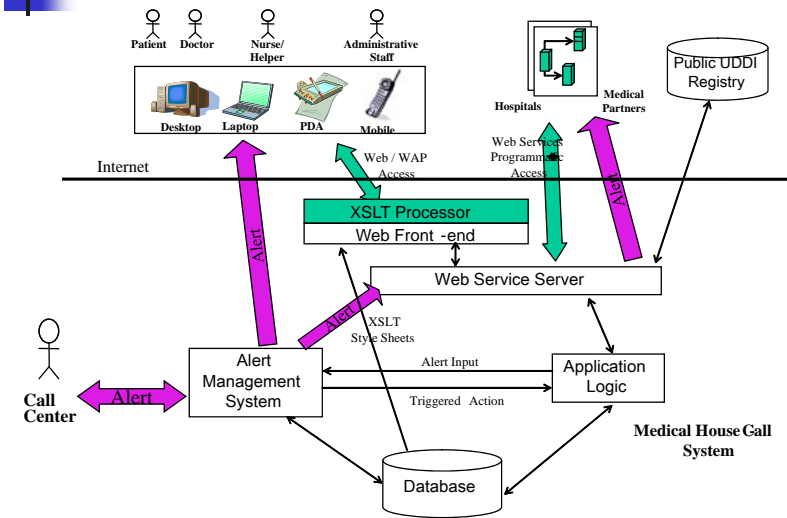 Patient Doctor Nurse/ Administrative
Helper Staff
Public UDDI
Registry
Desktop Laptop PDA Mobile
Hospitals
Medical
Partners
Web / WAP
Access
Web Services
Programmatic
Access
Internet
Alert
XSLT Processor
Web Front -end
Alert
Web Service Server
Alert
XSLT
Style Sheets
Alert
Management
System
Alert Input
Triggered Action
Application
Logic
Call
Center
Alert
Medical House Call
System
Database